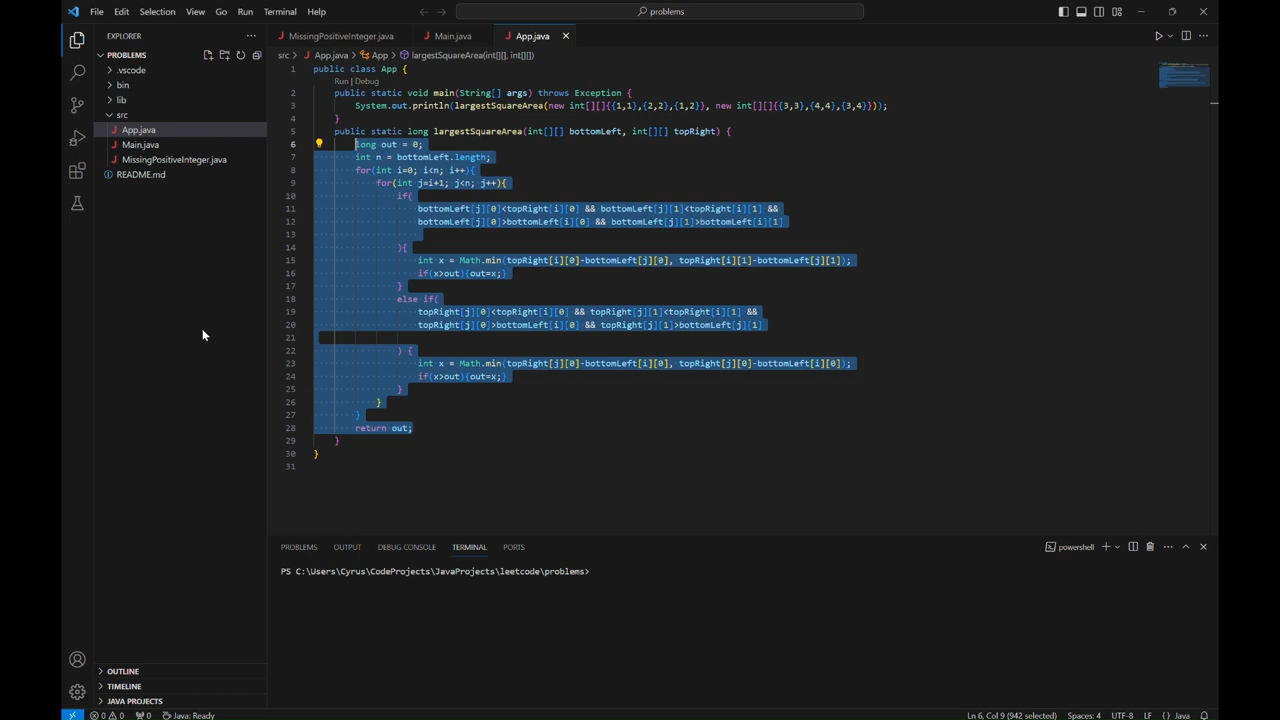 File Edit Selection View Go Run Terminal Help
problems
EXPLORER
MissingPositiveInteger.java
Main.java
App.java
PROBLEMS
.vscode
bin
lib
src
App.java
Main.java
MissingPositiveInteger.java
README.md
src > App.java > App > largestSquareArea(int[][], int[][])
1 public class App {
Run | Debug
2 public static void main(String[] args) throws Exception {
3 System.out.println(largestSquareArea(new int[][]{{1,1},{2,2},{1,2}}, new int[][]{{3,3},{4,4},{3,4}}));
4 }
5 public static long largestSquareArea(int[][] bottomLeft, int[][] topRight) {
6 long out = 0;
7 int n = bottomLeft.length;
8 for(int i=0; i<n; i++){
9 for(int j=i+1; j<n; j++){
10 if(
11 bottomLeft[j][0]<topRight[i][0] && bottomLeft[j][1]<topRight[i][1] &&
12 bottomLeft[j][0]>bottomLeft[i][0] && bottomLeft[j][1]>bottomLeft[i][1]
13
14 ){
15 int x = Math.min(topRight[i][0]-bottomLeft[j][0], topRight[i][1]-bottomLeft[j][1]);
16 if(x>out){out=x;}
17 }
18 else if(
19 topRight[j][0]<topRight[i][0] && topRight[j][1]<topRight[i][1] &&
20 topRight[j][0]>bottomLeft[i][0] && topRight[j][1]>bottomLeft[j][1]
21
22 ) {
23 int x = Math.min(topRight[j][0]-bottomLeft[i][0], topRight[j][0]-bottomLeft[i][0]);
24 if(x>out){out=x;}
25 }
26 }
27 }
28 return out;
29 }
30 }
31
PROBLEMS OUTPUT DEBUG CONSOLE TERMINAL PORTS
powershell
PS C:\Users\Cyrus\CodeProjects\JavaProjects\leetcode\problems>
OUTLINE
TIMELINE
JAVA PROJECTS
0 0 0 Java: Ready
Ln 6, Col 9 (942 selected) Spaces: 4 UTF-8 LF {} Java